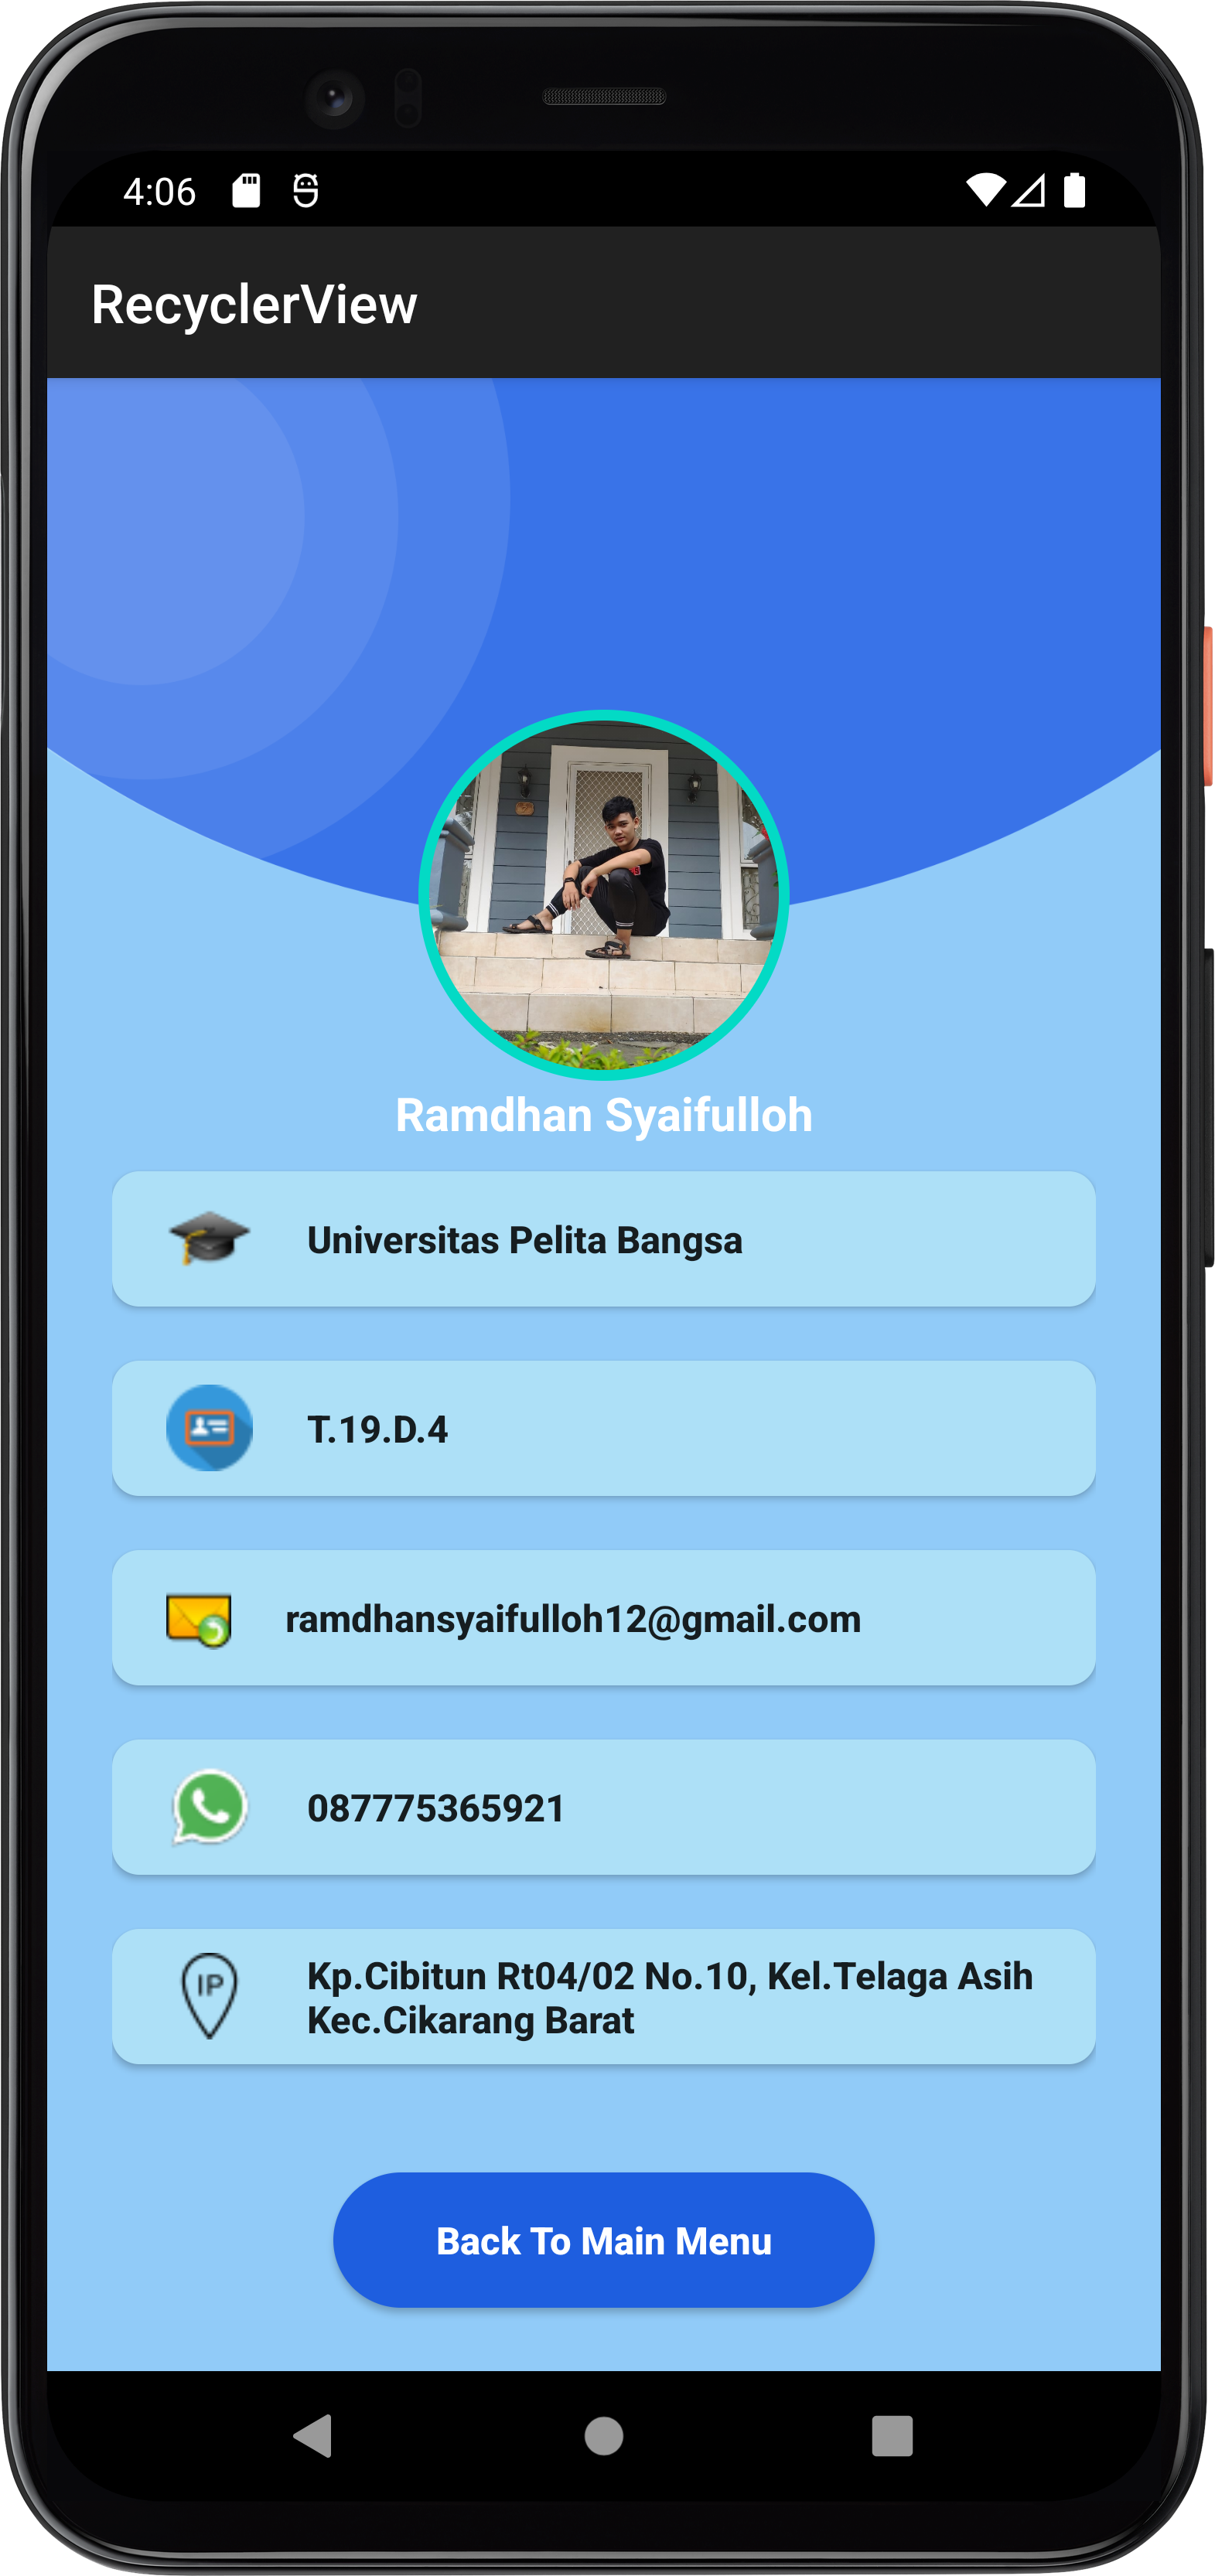 4:06
RecyclerView
Ramdhan Syaifulloh
Universitas Pelita Bangsa
T.19.D.4
ramdhansyaifulloh12@gmail.com
087775365921
IP
Kp.Cibitun Rt04/02 No.10, Kel.Telaga Asih
Kec.Cikarang Barat
Back To Main Menu